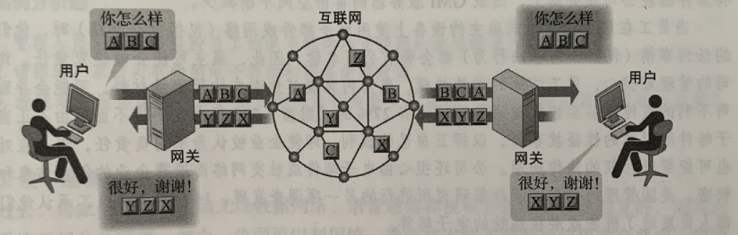 你怎么样
A B C
用户
A B C
Y Z X
网关
很好，谢谢!
Y Z X
互联网
Z
A
B
Y
C
X
你怎么样
A B C
用户
B C A
X Y Z
网关
很好，谢谢!
X Y Z